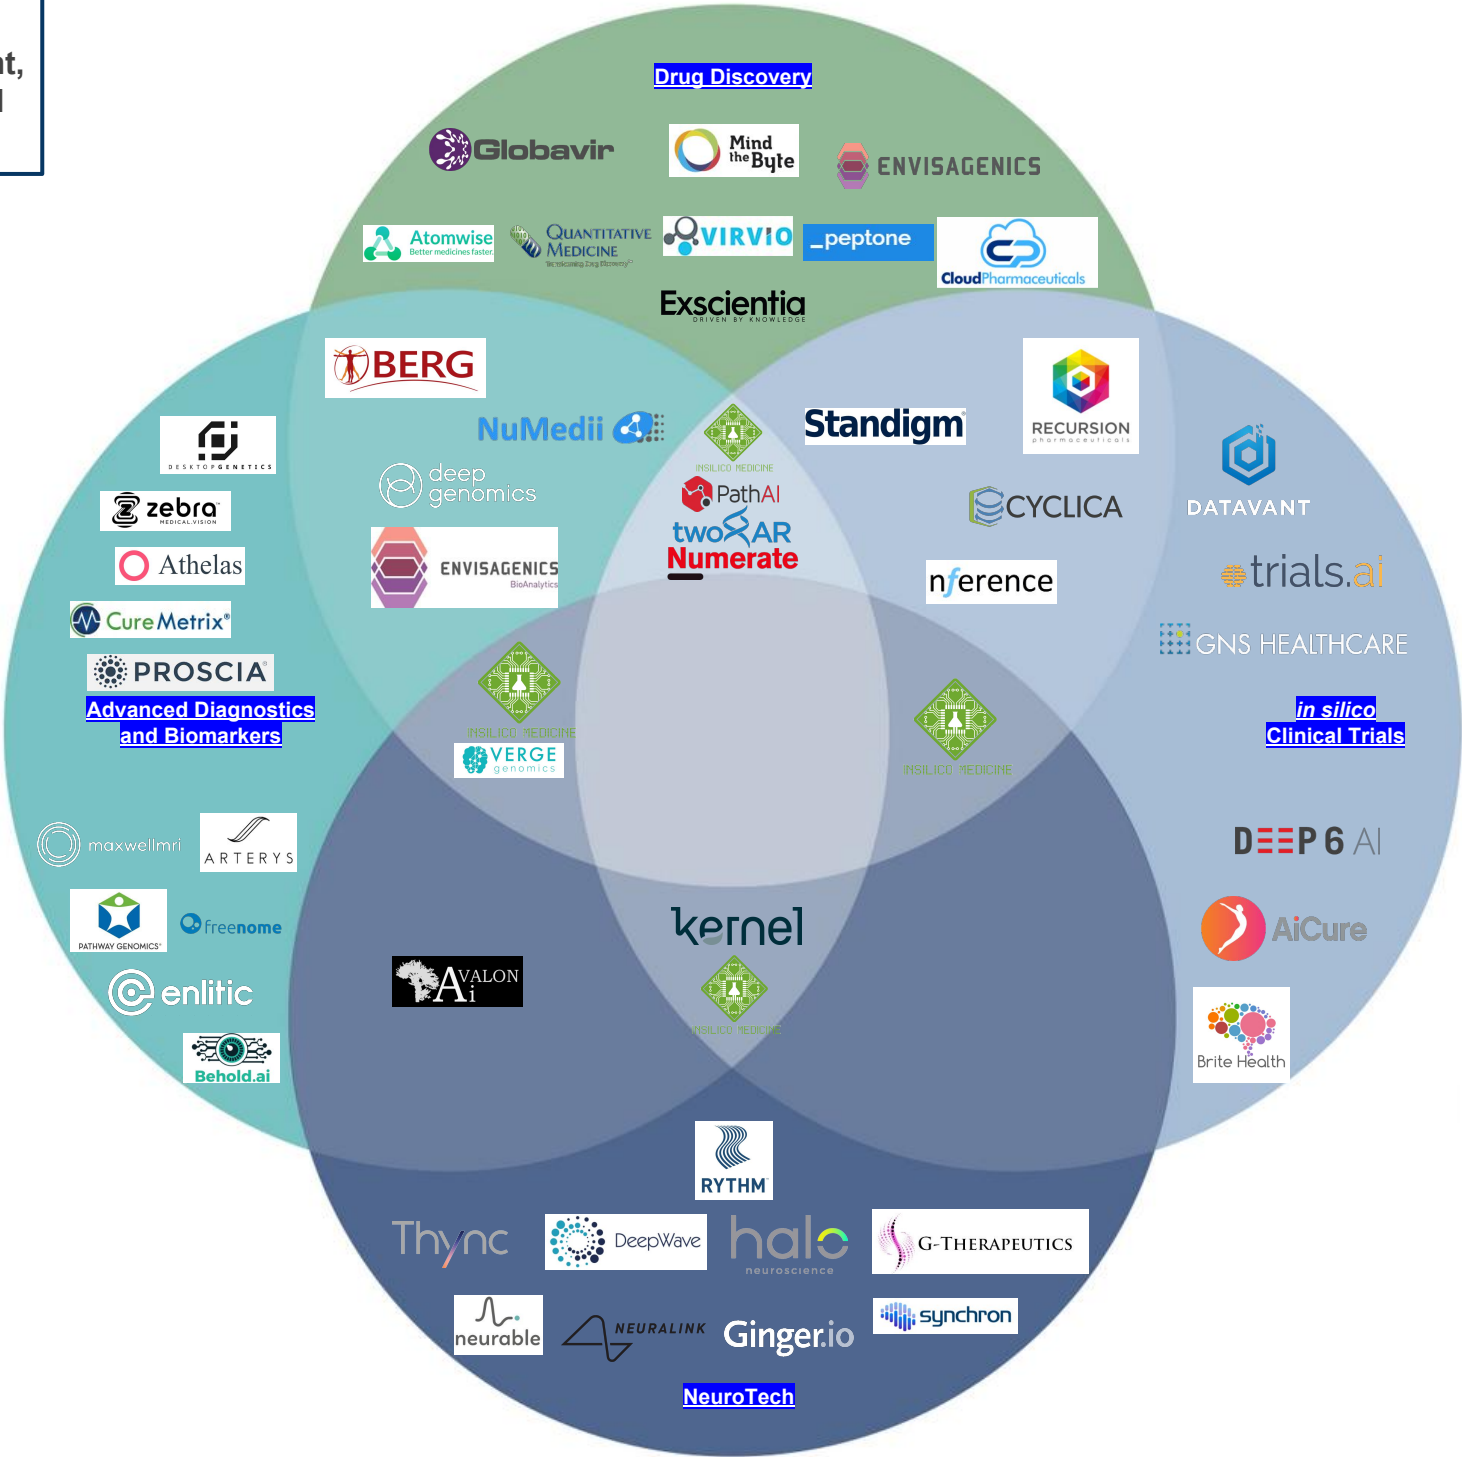 nt,
Drug Discovery
Globavir
Mind
the Byte
ENVISAGENICS
Atomwise
Better medicines faster.
QUANTITATIVE
MEDICINE
VIRVIO
_peptone
CloudPharmaceuticals
Exscientia
DRIVEN BY KNOWLEDGE
BERG
NuMedii
INSILICO MEDICINE
Standigm
RECURSION
pharmaceuticals
DESKTOPGENETICS
deep
genomics
PathAI
CYCLICA
DATAVANT
zebra
MEDICAL.VISION
twoXAR
Numerate
Athelas
ENVISAGENICS
BioAnalytics
nference
trials.ai
CureMetrix®
GNS HEALTHCARE
PROSCIA
Advanced Diagnostics
and Biomarkers
INSILICO MEDICINE
VERGE
genomics
INSILICO MEDICINE
in silico
Clinical Trials
maxwellmri
ARTERYS
DEEP 6 AI
PATHWAY GENOMICS®
freenome
kernel
AiCure
enlitic
AVALON
Ai
INSILICO MEDICINE
Behold.ai
Brite Health
RYTHM
Thync
DeepWave
halo
neuroscience
G-THERAPEUTICS
neurable
NEURALINK
Ginger.io
synchron
NeuroTech